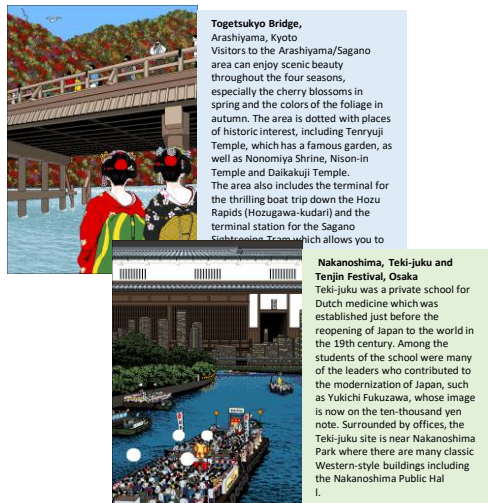 Togetsukyo Bridge,
Arashiyama, Kyoto
Visitors to the Arashiyama/Sagano
area can enjoy scenic beauty
throughout the four seasons,
especially the cherry blossoms in
spring and the colors of the foliage in
autumn. The area is dotted with places
of historic interest, including Tenryuji
Temple, which has a famous garden, as
well as Nonomiya Shrine, Nison-in
Temple and Daikakuji Temple.
The area also includes the terminal for
the thrilling boat trip down the Hozu
Rapids (Hozugawa-kudari) and the
terminal station for the Sagano
Sightseeing Tram which allows you to
Nakanoshima, Teki-juku and
Tenjin Festival, Osaka
Teki-juku was a private school for
Dutch medicine which was
established just before the
reopening of Japan to the world in
the 19th century. Among the
students of the school were many
of the leaders who contributed to
the modernization of Japan, such
as Yukichi Fukuzawa, whose image
is now on the ten-thousand yen
note. Surrounded by offices, the
Teki-juku site is near Nakanoshima
Park where there are many classic
Western-style buildings including
the Nakanoshima Public Hal
l.